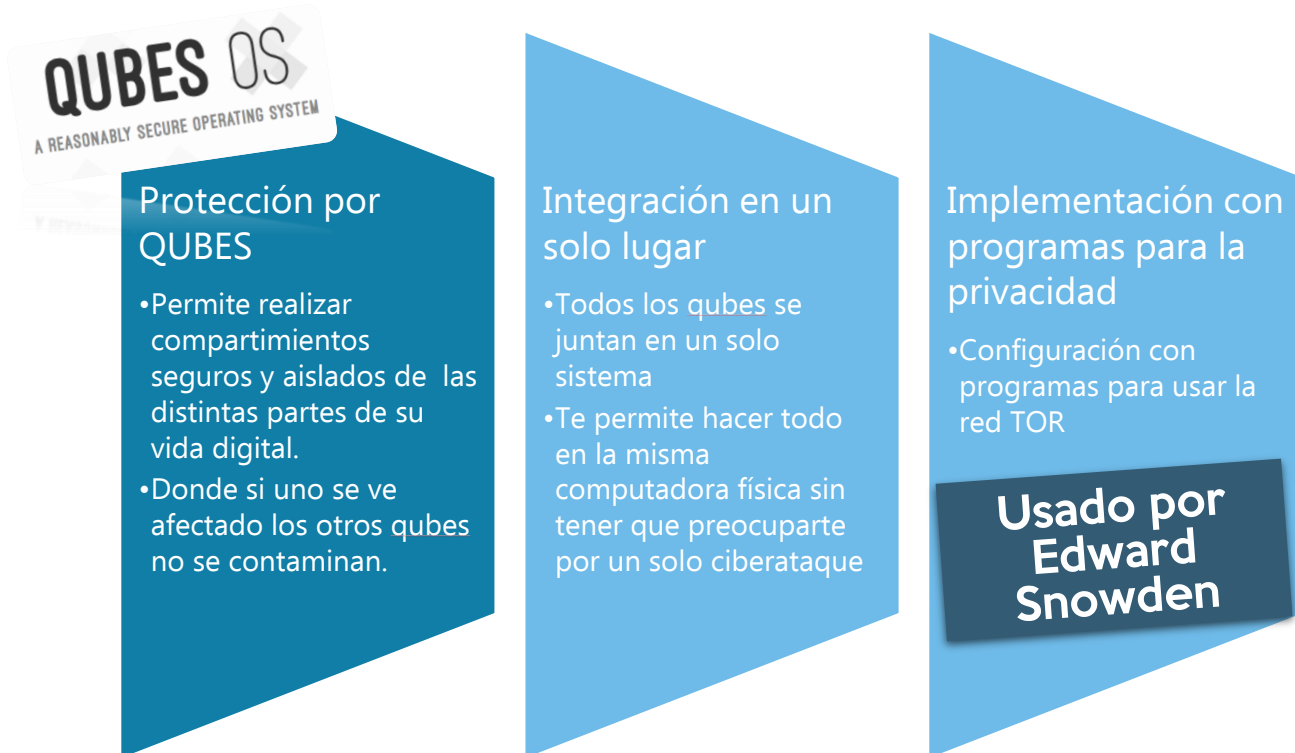 QUBES OS
A REASONABLY SECURE OPERATING SYSTEM
Protección por
QUBES
•Permite realizar
compartimientos
seguros y aislados de las
distintas partes de su
vida digital.
•Donde si uno se ve
afectado los otros qubes
no se contaminan.
Integración en un
solo lugar
•Todos los qubes se
juntan en un solo
sistema
•Te permite hacer todo
en la misma
computadora física sin
tener que preocuparte
por un solo ciberataque
Implementación con
programas para la
privacidad
•Configuración con
programas para usar la
red TOR
Usado por
Edward
Snowden